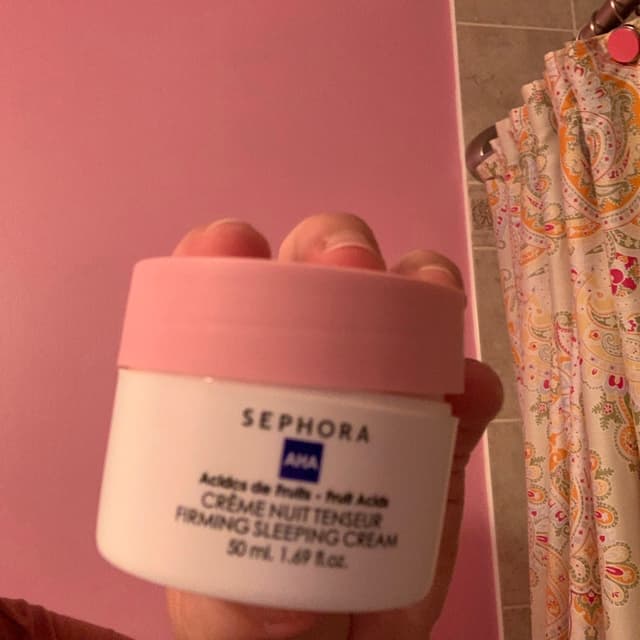 SEPHORA
AHA
Acides de Fruits - Fruit Acids
CRÈME NUIT TENSEUR
FIRMING SLEEPING CREAM
50 ml. 1.69 fl.oz.